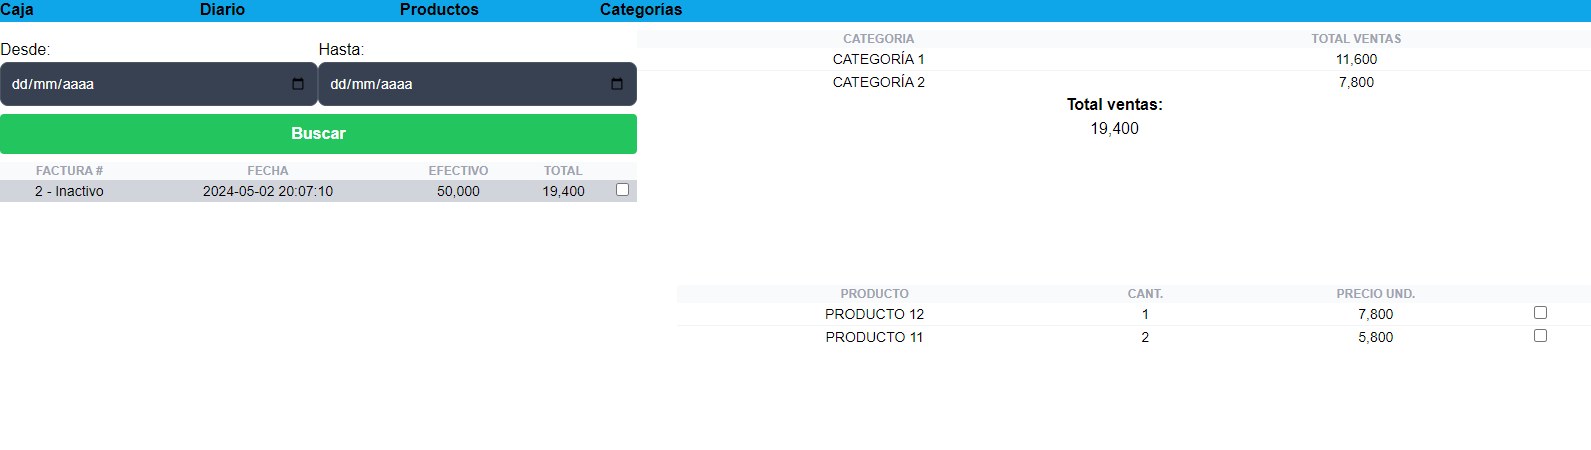 Caja Diario Productos Categorías
Desde: Hasta:
dd/mm/aaaa dd/mm/aaaa
Buscar
FACTURA # FECHA EFECTIVO TOTAL
2 - Inactivo 2024-05-02 20:07:10 50,000 19,400
CATEGORIA TOTAL VENTAS
CATEGORÍA 1 11,600
CATEGORÍA 2 7,800
Total ventas:
19,400
PRODUCTO CANT. PRECIO UND.
PRODUCTO 12 1 7,800
PRODUCTO 11 2 5,800